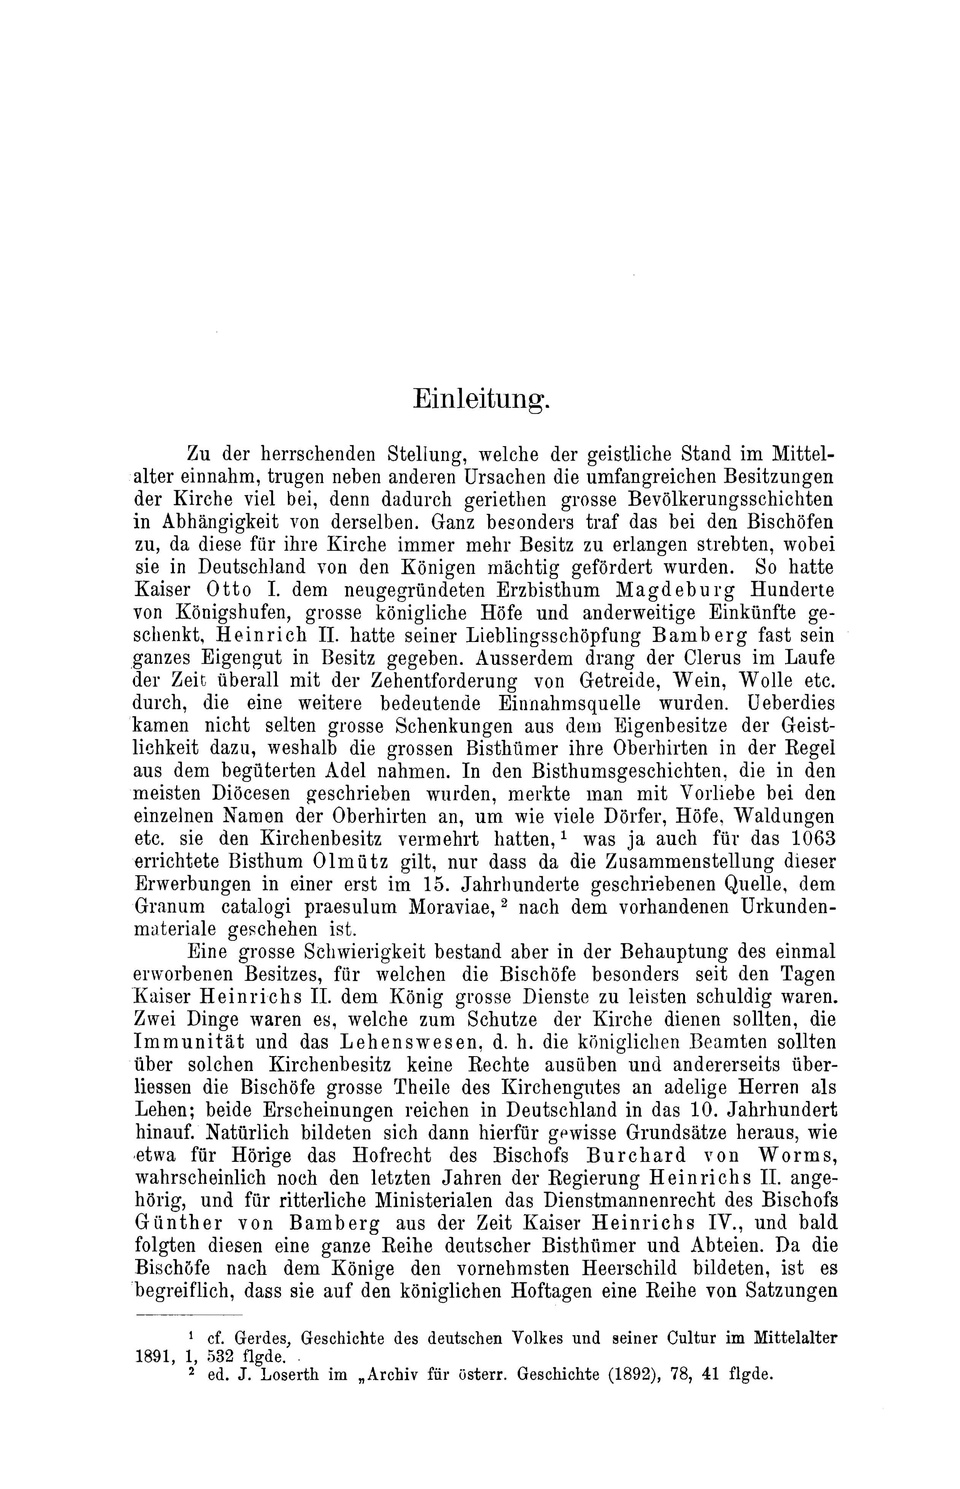 Einleitung.
Zu der herrschenden Stellung, welche der geistliche Stand im Mittel-
alter einnahm, trugen neben anderen Ursachen die umfangreichen Besitzungen
der Kirche viel bei, denn dadurch geriethen grosse Bevölkerungsschichten
in Abhängigkeit von derselben. Ganz besonders traf das bei den Bischöfen
zu, da diese für ihre Kirche immer mehr Besitz zu erlangen strebten, wobei
sie in Deutschland von den Königen mächtig gefördert wurden. So hatte
Kaiser Otto I. dem neugegründeten Erzbisthum Magdeburg Hunderte
von Königshufen, grosse königliche Höfe und anderweitige Einkünfte ge-
schenkt, Heinrich II. hatte seiner Lieblingsschöpfung Bamberg fast sein
ganzes Eigengut in Besitz gegeben. Ausserdem drang der Clerus im Laufe
der Zeit überall mit der Zehentforderung von Getreide, Wein, Wolle etc.
durch, die eine weitere bedeutende Einnahmsquelle wurden. Ueberdies
kamen nicht selten grosse Schenkungen aus dem Eigenbesitze der Geist-
lichkeit dazu, weshalb die grossen Bisthümer ihre Oberhirten in der Regel
aus dem begüterten Adel nahmen. In den Bisthumsgeschichten, die in den
meisten Diöcesen geschrieben wurden, merkte man mit Vorliebe bei den
einzelnen Namen der Oberhirten an, um wie viele Dörfer, Höfe, Waldungen
etc. sie den Kirchenbesitz vermehrt hatten,¹ was ja auch für das 1063
errichtete Bisthum Olmütz gilt, nur dass da die Zusammenstellung dieser
Erwerbungen in einer erst im 15. Jahrhunderte geschriebenen Quelle, dem
Granum catalogi praesulum Moraviae,² nach dem vorhandenen Urkunden-
materiale geschehen ist.
Eine grosse Schwierigkeit bestand aber in der Behauptung des einmal
erworbenen Besitzes, für welchen die Bischöfe besonders seit den Tagen
Kaiser Heinrichs II. dem König grosse Dienste zu leisten schuldig waren.
Zwei Dinge waren es, welche zum Schutze der Kirche dienen sollten, die
Immunität und das Lehenswesen, d. h. die königlichen Beamten sollten
über solchen Kirchenbesitz keine Rechte ausüben und andererseits über-
liessen die Bischöfe grosse Theile des Kirchengutes an adelige Herren als
Lehen; beide Erscheinungen reichen in Deutschland in das 10. Jahrhundert
hinauf. Natürlich bildeten sich dann hierfür gewisse Grundsätze heraus, wie
etwa für Hörige das Hofrecht des Bischofs Burchard von Worms,
wahrscheinlich noch den letzten Jahren der Regierung Heinrichs II. ange-
hörig, und für ritterliche Ministerialen das Dienstmannenrecht des Bischofs
Günther von Bamberg aus der Zeit Kaiser Heinrichs IV., und bald
folgten diesen eine ganze Reihe deutscher Bisthümer und Abteien. Da die
Bischöfe nach dem Könige den vornehmsten Heerschild bildeten, ist es
begreiflich, dass sie auf den königlichen Hoftagen eine Reihe von Satzungen
¹ cf. Gerdes, Geschichte des deutschen Volkes und seiner Cultur im Mittelalter
1891, 1, 532 flgde.
² ed. J. Loserth im „Archiv für österr. Geschichte (1892), 78, 41 flgde.